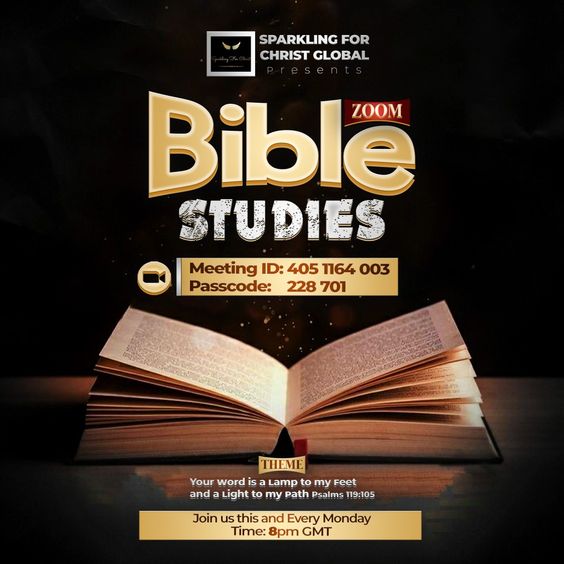 SPARKLING FOR
CHRIST GLOBAL
Presents
ZOOM
Bible
STUDIES
Meeting ID: 405 1164 003
Passcode: 228 701
THEME
Your Word is a Lamp to my Feet
and a Light to my Path Psalms 119:105
Join us this and Every Monday
Time: 8pm GMT